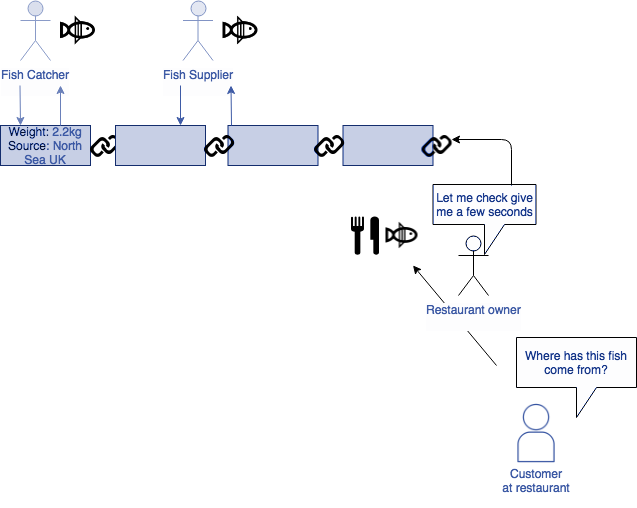 Fish Catcher
Fish Supplier
Weight: 2.2kg
Source: North
Sea UK
Let me check give
me a few seconds
Restaurant owner
Where has this fish
come from?
Customer
at restaurant